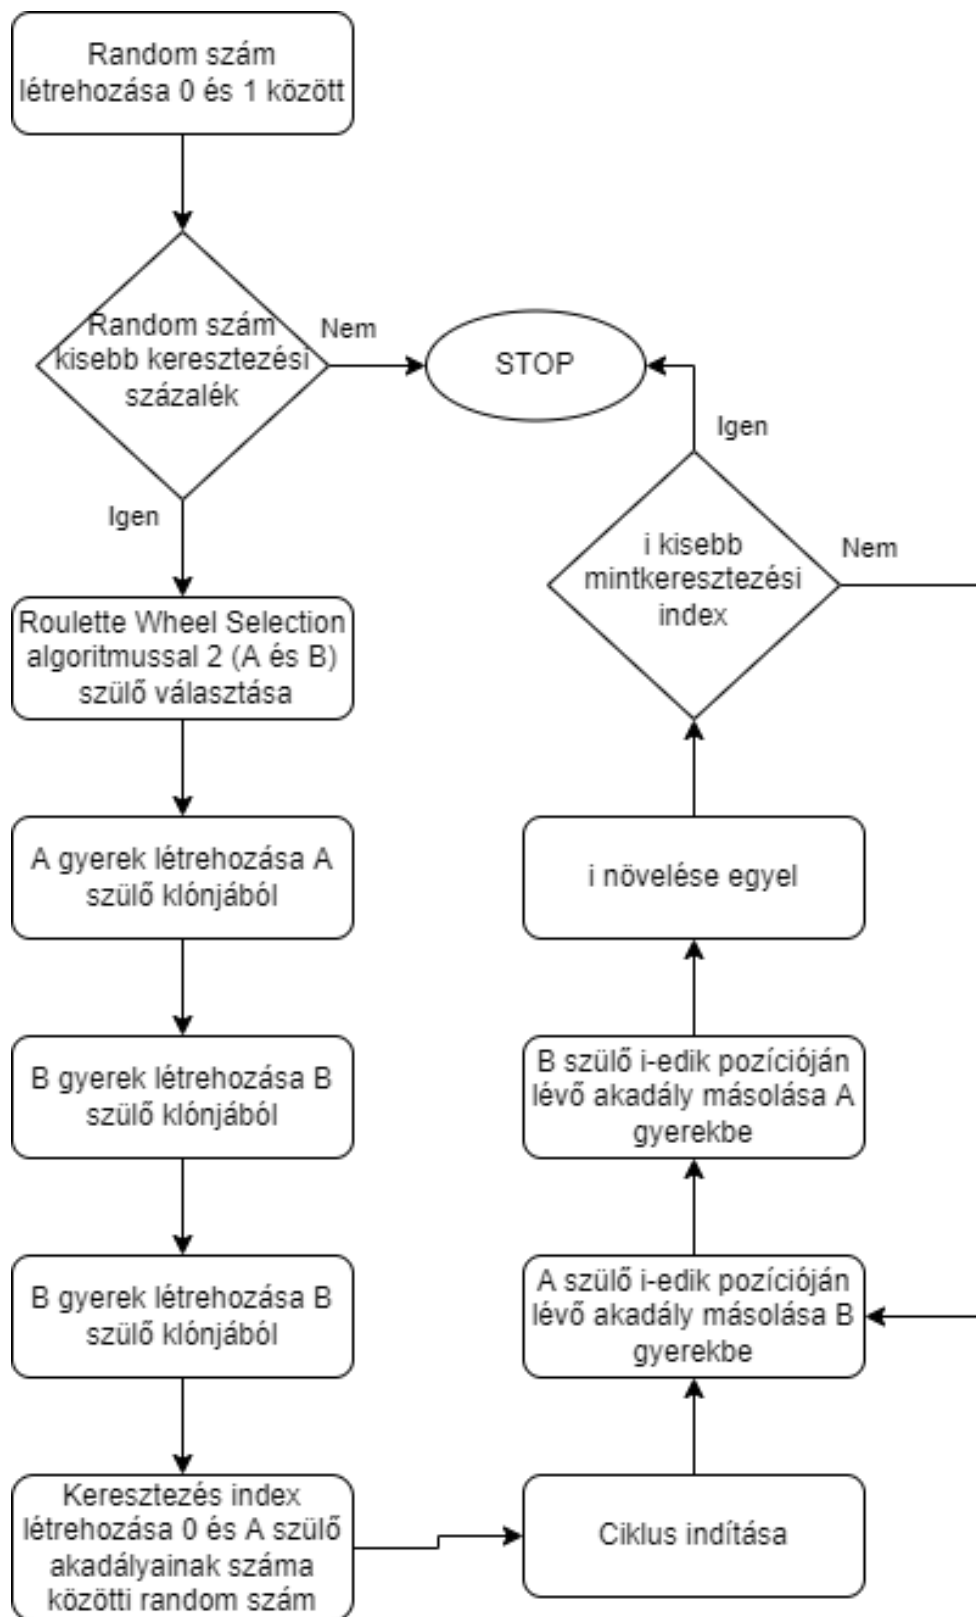 Random szám
létrehozása 0 és 1 között
Random szám
kisebb keresztezési
százalék
Nem
STOP
Igen
Igen
i kisebb
mintkeresztezési
index
Nem
Roulette Wheel Selection
algoritmussal 2 (A és B)
szülő választása
A gyerek létrehozása A
szülő klónjából
i növelése egyel
B gyerek létrehozása B
szülő klónjából
B szülő i-edik pozícióján
lévő akadály másolása A
gyerekbe
B gyerek létrehozása B
szülő klónjából
A szülő i-edik pozícióján
lévő akadály másolása B
gyerekbe
Keresztezés index
létrehozása 0 és A szülő
akadályainak száma
közötti random szám
Ciklus indítása